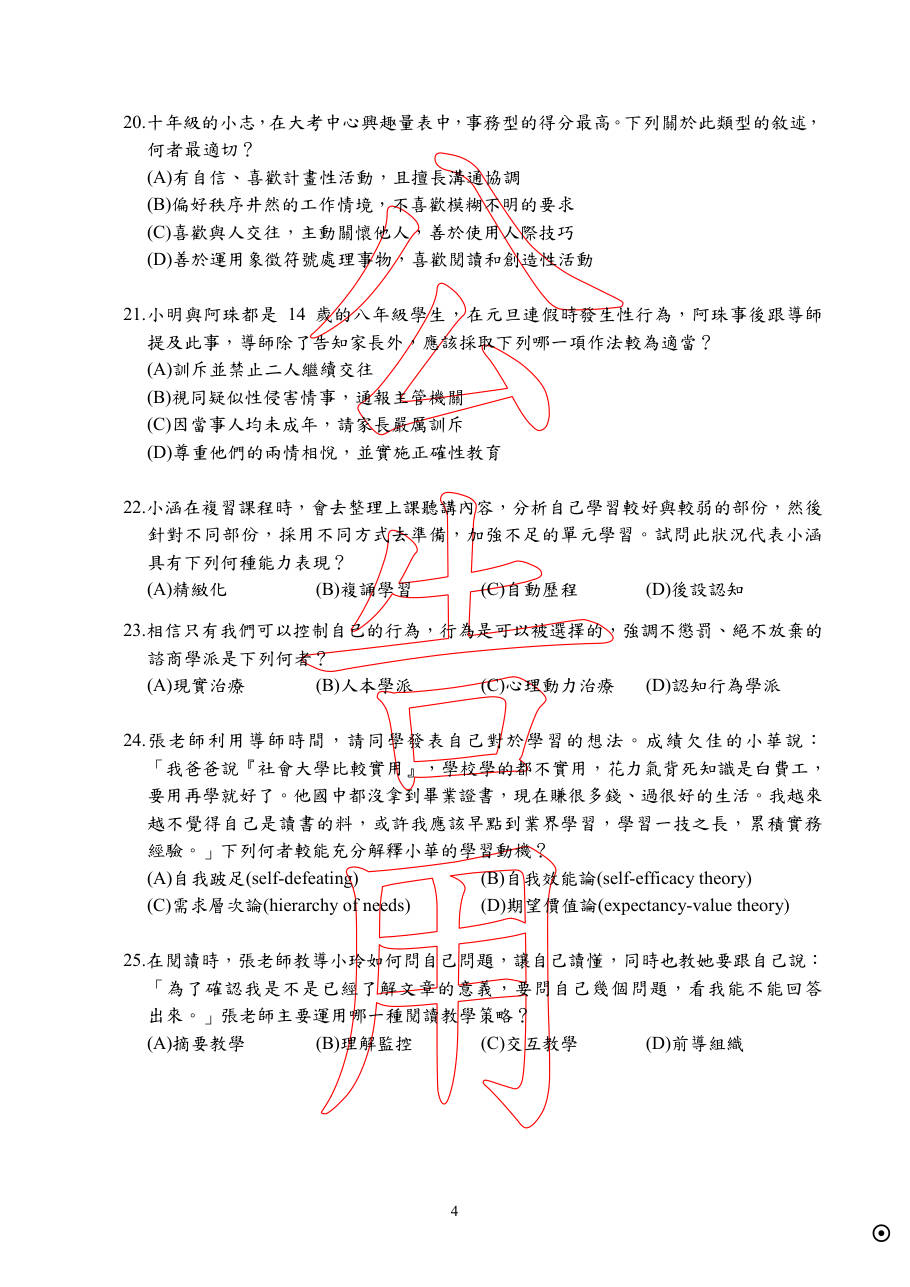 20.十年級的小志，在大考中心興趣量表中，事務型的得分最高。下列關於此類型的敘述，
何者最適切？
(A)有自信、喜歡計畫性活動，且擅長溝通協調
(B)偏好秩序井然的工作情境，不喜歡模糊不明的要求
(C)喜歡與人交往，主動關懷他人，善於使用人際技巧
(D)善於運用象徵符號處理事物，喜歡閱讀和創造性活動
21.小明與阿珠都是 14 歲的八年級學生，在元旦連假時發生性行為，阿珠事後跟導師
提及此事，導師除了告知家長外，應該採取下列哪一項作法較為適當？
(A)訓斥並禁止二人繼續交往
(B)視同疑似性侵害情事，通報主管機關
(C)因當事人均未成年，請家長嚴厲訓斥
(D)尊重他們的兩情相悅，並實施正確性教育
22.小涵在複習課程時，會去整理上課聽講內容，分析自己學習較好與較弱的部份，然後
針對不同部份，採用不同方式去準備，加強不足的單元學習。試問此狀況代表小涵
具有下列何種能力表現？
(A)精緻化 (B)複誦學習 (C)自動歷程 (D)後設認知
23.相信只有我們可以控制自己的行為，行為是可以被選擇的，強調不懲罰、絕不放棄的
諮商學派是下列何者？
(A)現實治療 (B)人本學派 (C)心理動力治療 (D)認知行為學派
24.張老師利用導師時間，請同學發表自己對於學習的想法。成績欠佳的小華說：
「我爸爸說『社會大學比較實用』，學校學的都不實用，花力氣背死知識是白費工，
要用再學就好了。他國中都沒拿到畢業證書，現在賺很多錢、過很好的生活。我越來
越不覺得自己是讀書的料，或許我應該早點到業界學習，學習一技之長，累積實務
經驗。」下列何者較能充分解釋小華的學習動機？
(A)自我跛足(self-defeating) (B)自我效能論(self-efficacy theory)
(C)需求層次論(hierarchy of needs) (D)期望價值論(expectancy-value theory)
25.在閱讀時，張老師教導小玲如何問自己問題，讓自己讀懂，同時也教她要跟自己說：
「為了確認我是不是已經了解文章的意義，要問自己幾個問題，看我能不能回答
出來。」張老師主要運用哪一種閱讀教學策略？
(A)摘要教學 (B)理解監控 (C)交互教學 (D)前導組織
公告用
4